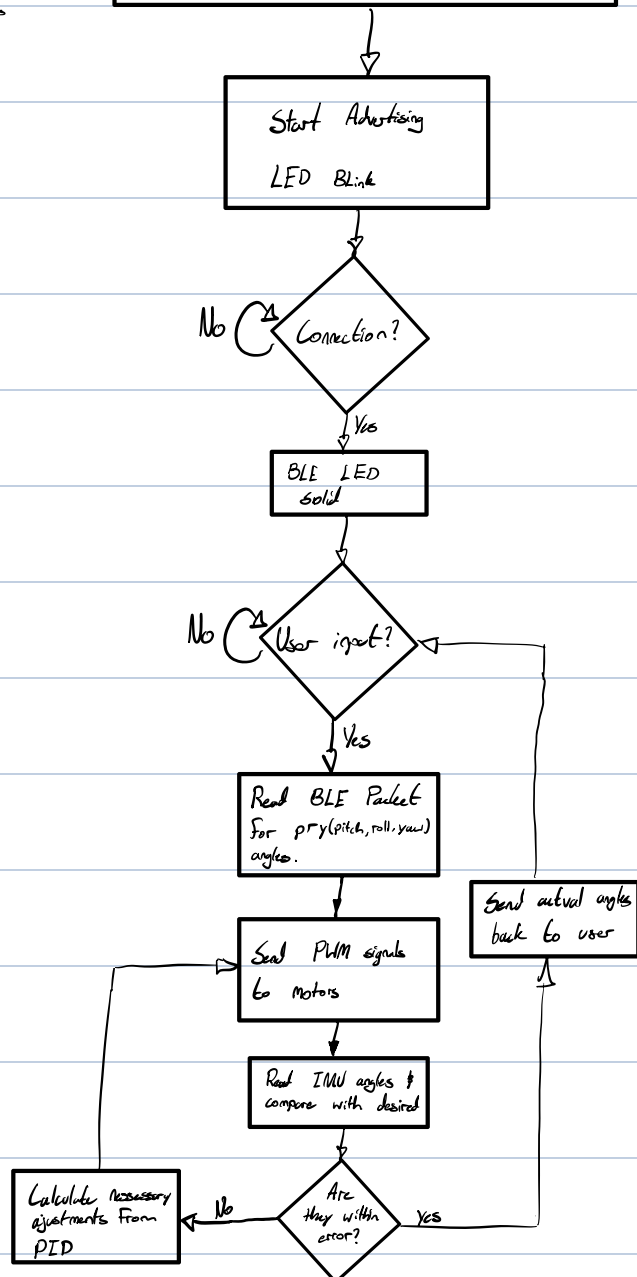 Start Advertising
LED BLink
No
Connection?
Yes
BLE LED
solid
No
User input?
Yes
Read BLE Packet
for pry(pitch, roll, yaw)
angles.
Send actual angles
back to user
Send PWM signals
to motors
Read IMU angles &
compare with desired
Are
they within
error?
No
Yes
Calculate nessessary
ajustments from
PID